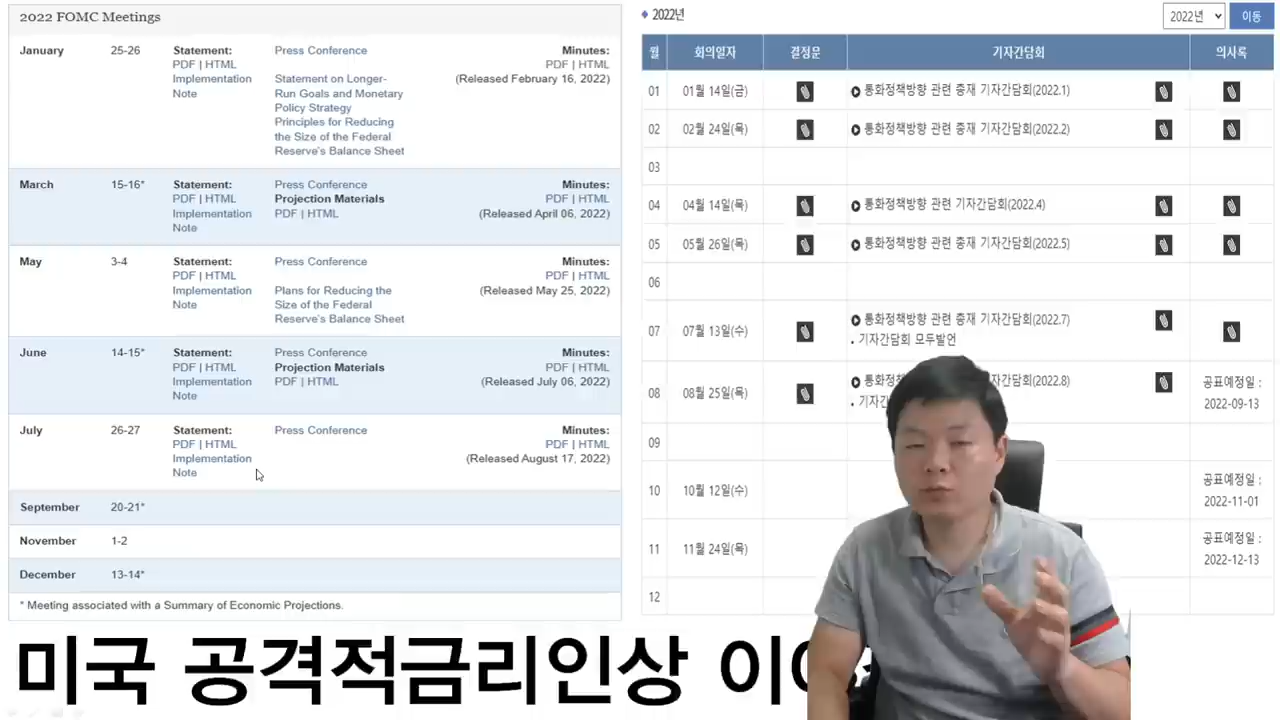 2022 FOMC Meetings
January 25-26 Statement: Press Conference Minutes:
PDF | HTML PDF | HTML
Implementation Statement on Longer- (Released February 16, 2022)
Note Run Goals and Monetary
Policy Strategy
Principles for Reducing
the Size of the Federal
Reserve's Balance Sheet
March 15-16* Statement: Press Conference Minutes:
PDF | HTML Projection Materials PDF | HTML
Implementation PDF | HTML (Released April 06, 2022)
Note
May 3-4 Statement: Press Conference Minutes:
PDF | HTML PDF | HTML
Implementation Plans for Reducing the (Released May 25, 2022)
Note Size of the Federal
Reserve's Balance Sheet
June 14-15* Statement: Press Conference Minutes:
PDF | HTML Projection Materials PDF | HTML
Implementation PDF | HTML (Released July 06, 2022)
Note
July 26-27 Statement: Press Conference Minutes:
PDF | HTML PDF | HTML
Implementation (Released August 17, 2022)
Note
September 20-21*
November 1-2
December 13-14*
* Meeting associated with a Summary of Economic Projections.
2022년 2022년 이동
월 회의일자 결정문 기자간담회 의사록
01 01월 14일(금) 통화정책방향 관련 총재 기자간담회(2022.1)
02 02월 24일(목) 통화정책방향 관련 총재 기자간담회(2022.2)
03
04 04월 14일(목) 통화정책방향 관련 기자간담회(2022.4)
05 05월 26일(목) 통화정책방향 관련 총재 기자간담회(2022.5)
06
07 07월 13일(수) 통화정책방향 관련 총재 기자간담회(2022.7)
기자간담회 모두발언
08 08월 25일(목) 통화정책 자간담회(2022.8) 공표예정일 :
기자간 2022-09-13
09
10 10월 12일(수) 공표예정일 :
2022-11-01
11 11월 24일(목) 공표예정일 :
2022-12-13
12
미국 공격적금리인상